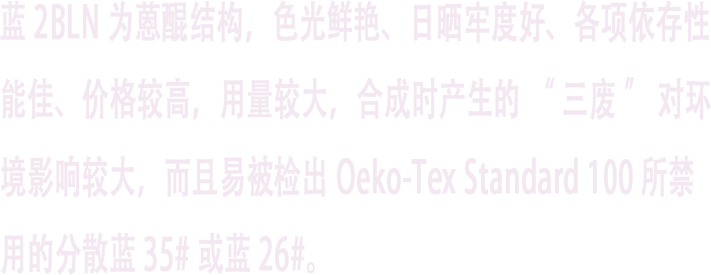 蓝 2BLN 为蒽醌结构，色光鲜艳、日晒牢度好、各项依存性
能佳、价格较高，用量较大，合成时产生的 “ 三废 ” 对环
境影响较大，而且易被检出 Oeko-Tex Standard 100 所禁
用的分散蓝 35# 或蓝 26#。